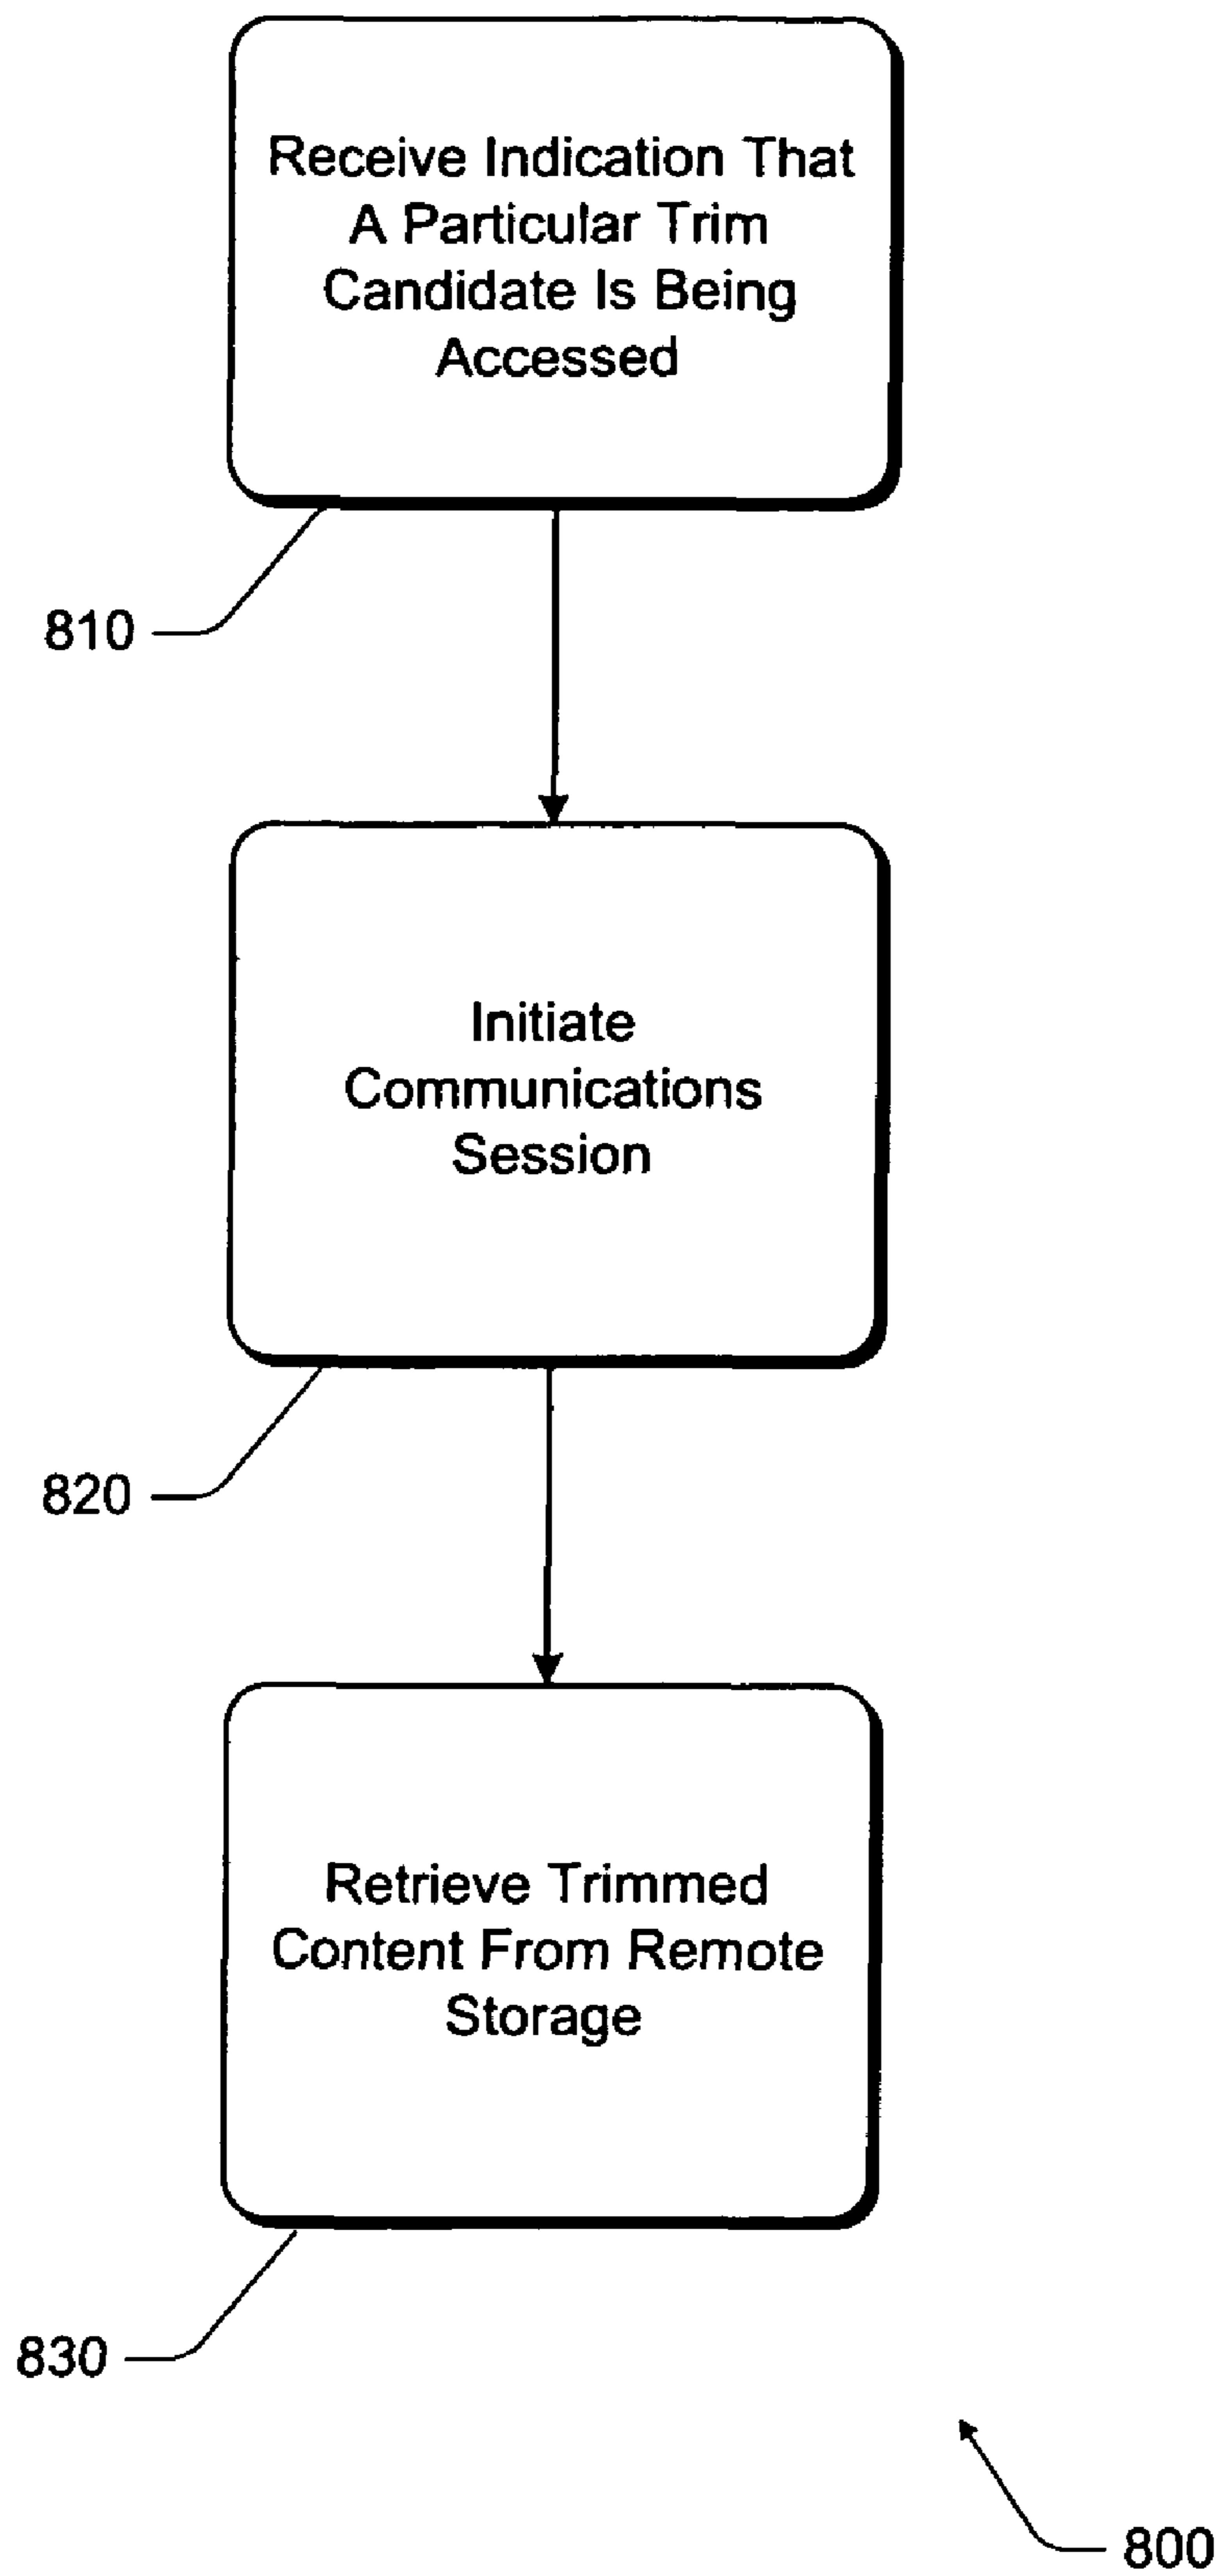 Receive Indication That
A Particular Trim
Candidate Is Being
Accessed
810
Initiate
Communications
Session
820
Retrieve Trimmed
Content From Remote
Storage
830
800